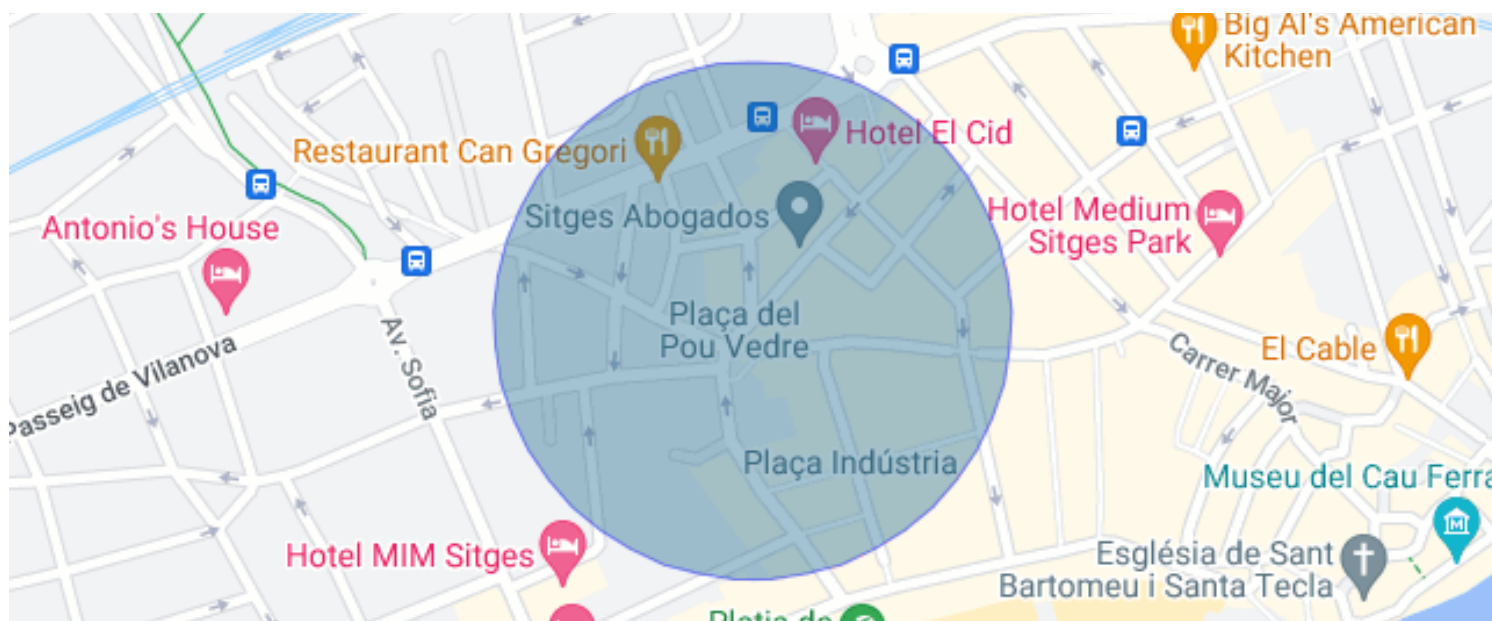 Big Al's American
Kitchen
Restaurant Can Gregori
Hotel El Cid
Antonio's House
Sitges Abogados
Hotel Medium
Sitges Park
Plaça del
Pou Vedre
Passeig de Vilanova
Av. Sofia
Carrer Major
El Cable
Plaça Indústria
Museu del Cau Ferra
Hotel MIM Sitges
Església de Sant
Bartomeu i Santa Tecla
M
Platja de